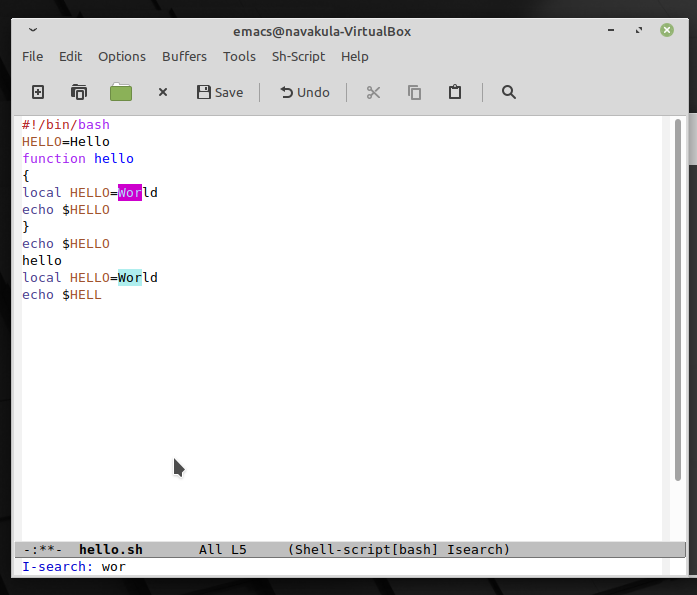 emacs@navakula-VirtualBox
File Edit Options Buffers Tools Sh-Script Help
Save Undo
#!/bin/bash
HELLO=Hello
function hello
{
local HELLO=World
echo $HELLO
}
echo $HELLO
hello
local HELLO=World
echo $HELL
-:**- hello.sh All L5 (Shell-script[bash] Isearch)
I-search: wor